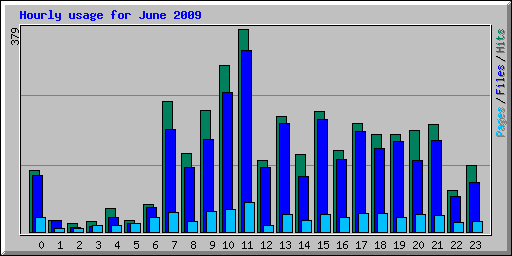 Hourly usage for June 2009
379
Pages / Files / Hits
0 1 2 3 4 5 6 7 8 9 10 11 12 13 14 15 16 17 18 19 20 21 22 23